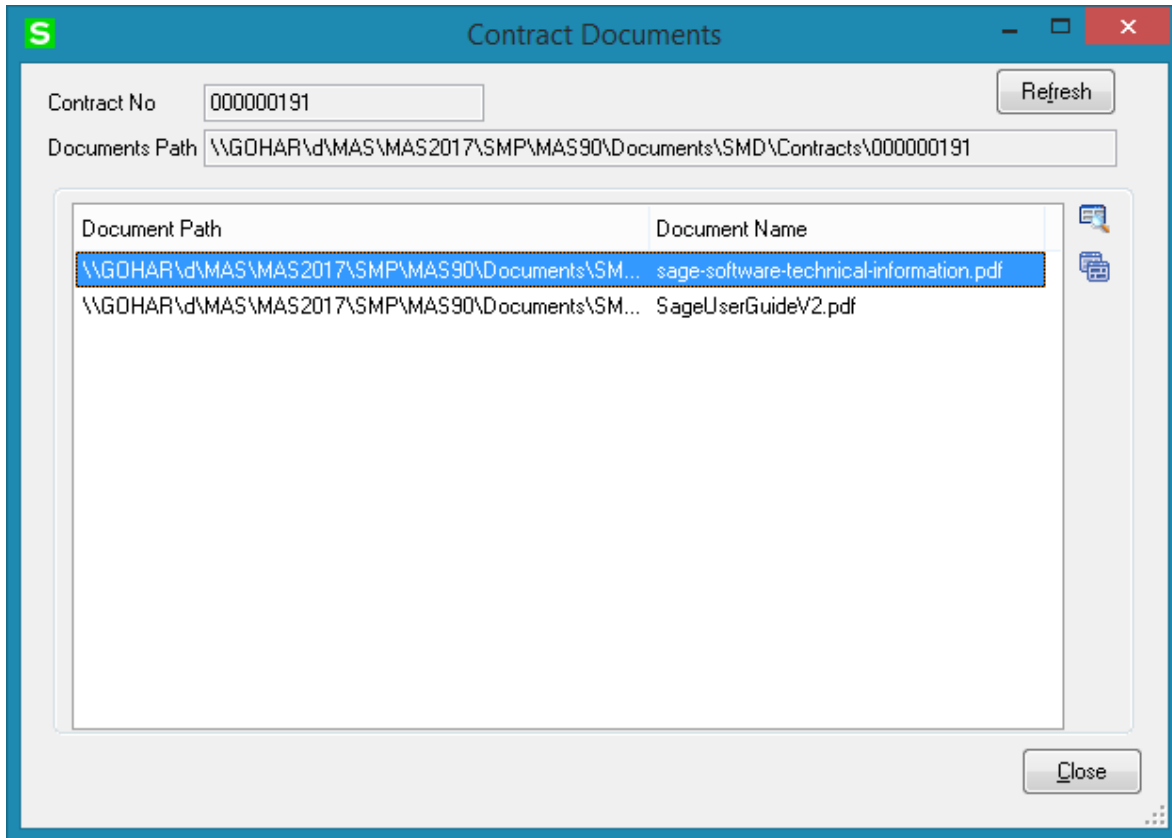 S
Contract Documents
Contract No 000000191 Refresh
Documents Path \\GOHAR\d\MAS\MAS2017\SMP\MAS90\Documents\SMD\Contracts\000000191
Document Path Document Name
\\GOHAR\d\MAS\MAS2017\SMP\MAS90\Documents\SM... sage-software-technical-information.pdf
\\GOHAR\d\MAS\MAS2017\SMP\MAS90\Documents\SM... SageUserGuideV2.pdf
Close